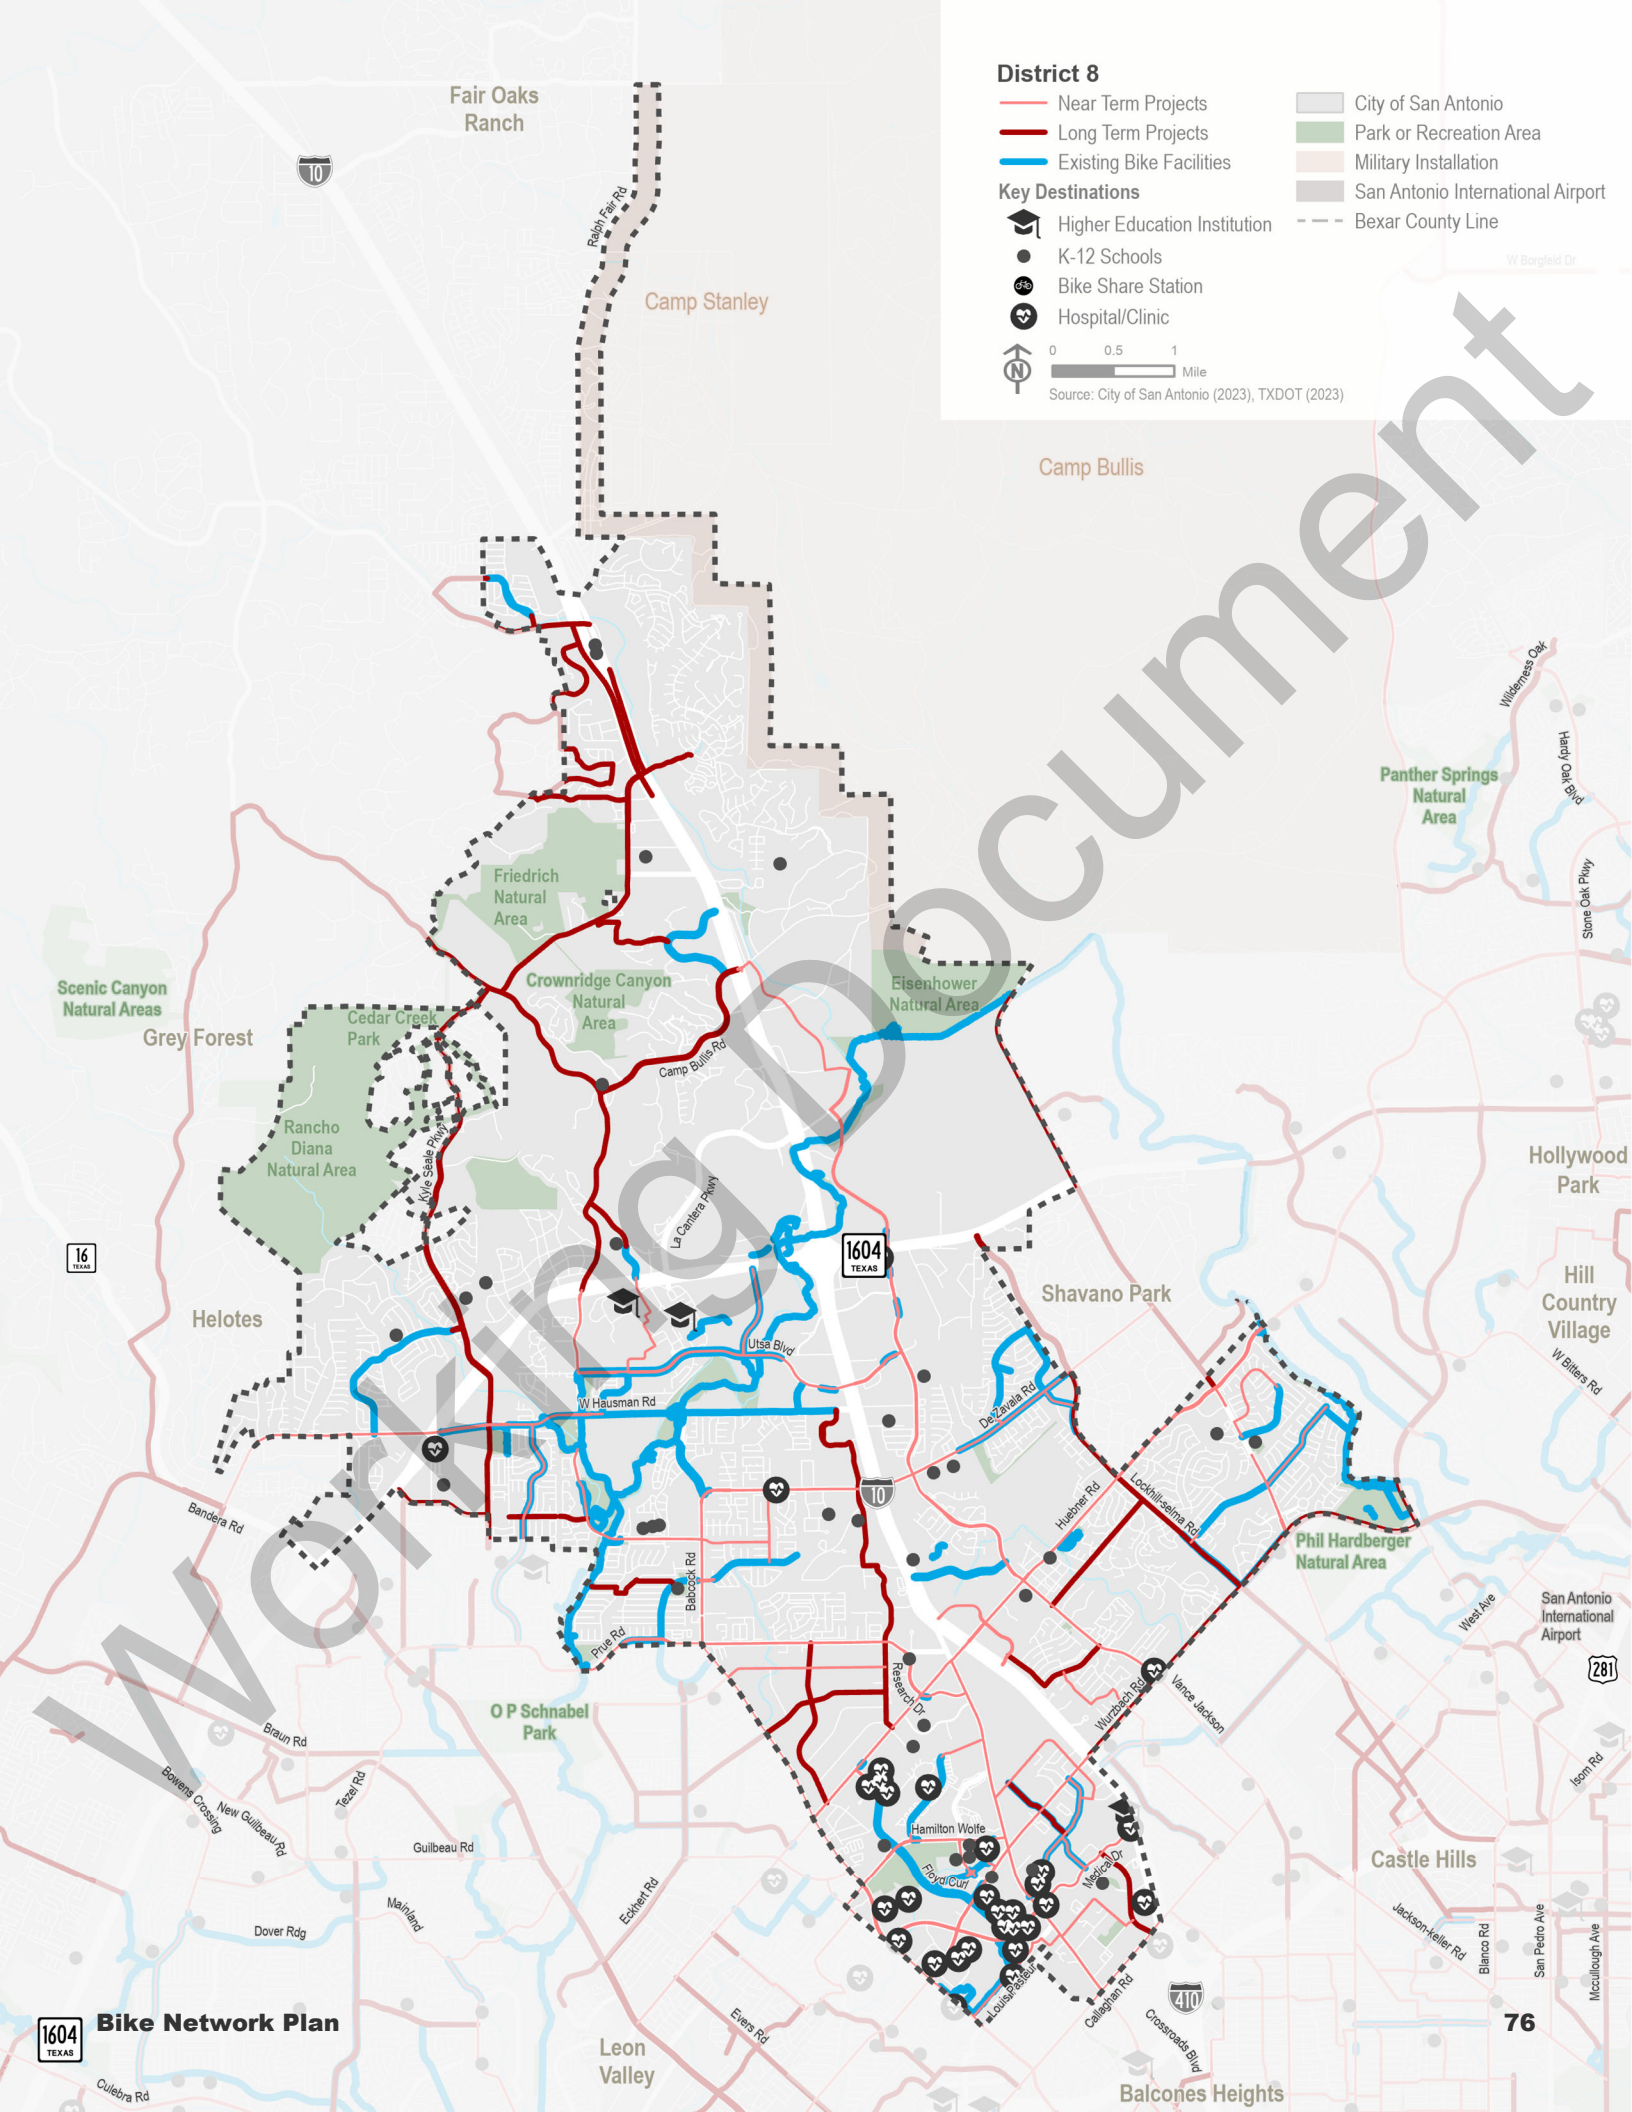 District 8
Near Term Projects
Long Term Projects
Existing Bike Facilities
Key Destinations
Higher Education Institution
K-12 Schools
Bike Share Station
Hospital/Clinic
City of San Antonio
Park or Recreation Area
Military Installation
San Antonio International Airport
Bexar County Line
N
0 0.5 1
Mile
Source: City of San Antonio (2023), TXDOT (2023)
Fair Oaks
Ranch
10
Ralph Fair Rd
Camp Stanley
W Borgfeld Dr
Camp Bullis
Wilderness Oak
Hardy Oak Blvd
Panther Springs
Natural
Area
Stone Oak Pkwy
Friedrich
Natural
Area
Scenic Canyon
Natural Areas
Crownridge Canyon
Natural
Area
Eisenhower
Natural Area
Cedar Creek
Park
Grey Forest
Camp Bullis Rd
Rancho
Diana
Natural Area
Kyle Seale Pkwy
Hollywood
Park
La Cantera Pkwy
16
TEXAS
1604
TEXAS
Shavano Park
Hill
Country
Village
Helotes
Utsa Blvd
W Bitters Rd
W Hausman Rd
De Zavala Rd
10
Bandera Rd
Huebner Rd
Lockhill-selma Rd
Phil Hardberger
Natural Area
Babcock Rd
San Antonio
International
Airport
West Ave
Prue Rd
281
Research Dr
Vance Jackson
Wurzbach Rd
O P Schnabel
Park
Braun Rd
Bowens Crossing
Tezel Rd
New Guilbeau Rd
Isom Rd
Guilbeau Rd
Hamilton Wolfe
Floyd Curl
Medical Dr
Castle Hills
Eckhert Rd
Mainland
Dover Rdg
Jackson-keller Rd
Blanco Rd
San Pedro Ave
Mccullough Ave
Louis Pasteur
Callaghan Rd
410
Crossroads Blvd
Evers Rd
1604
TEXAS
Bike Network Plan
76
Leon
Valley
Culebra Rd
Balcones Heights
Working Document